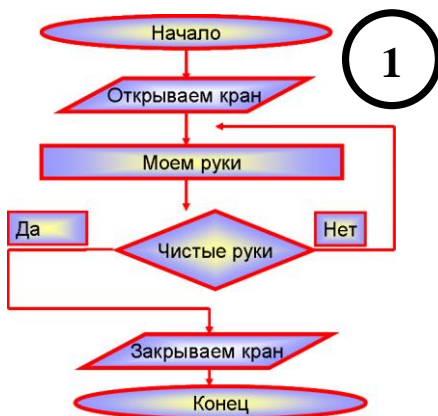 Начало
1
Открываем кран
Моем руки
Да
Чистые руки
Нет
Закрываем кран
Конец